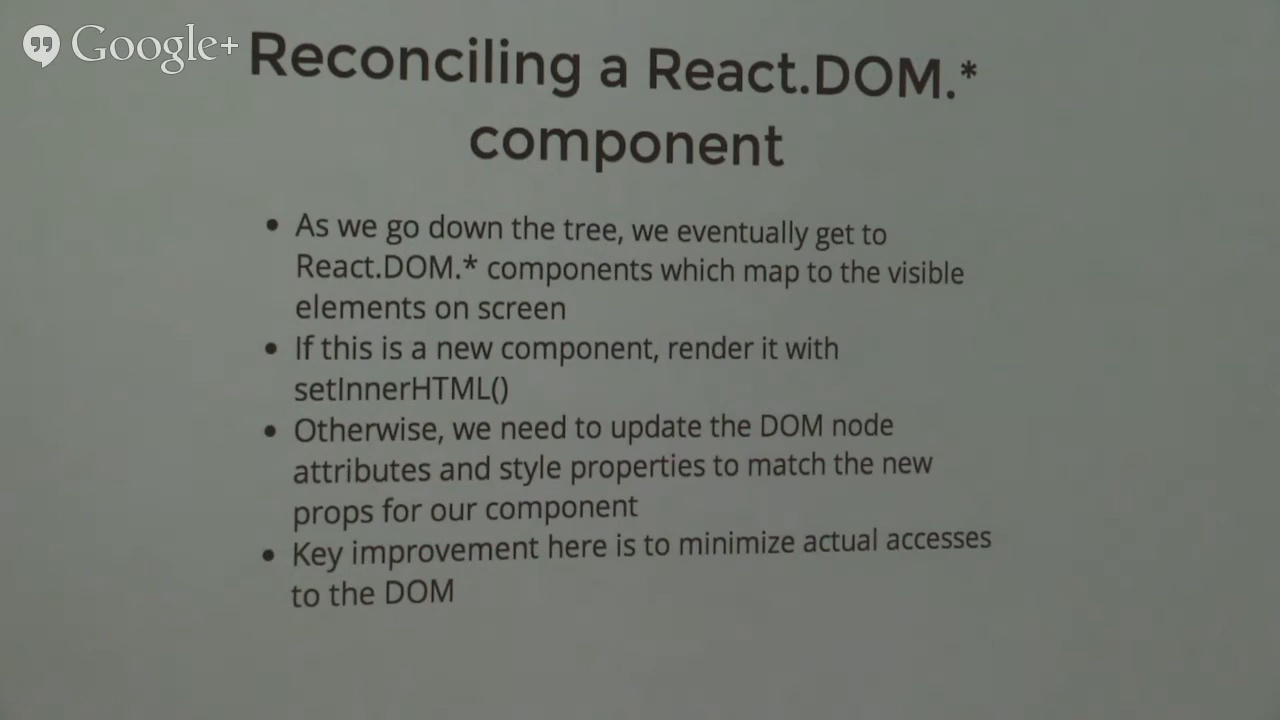 Google+
Reconciling a React.DOM.*
component
• As we go down the tree, we eventually get to
React.DOM.* components which map to the visible
elements on screen
• If this is a new component, render it with
setInnerHTML()
• Otherwise, we need to update the DOM node
attributes and style properties to match the new
props for our component
• Key improvement here is to minimize actual accesses
to the DOM